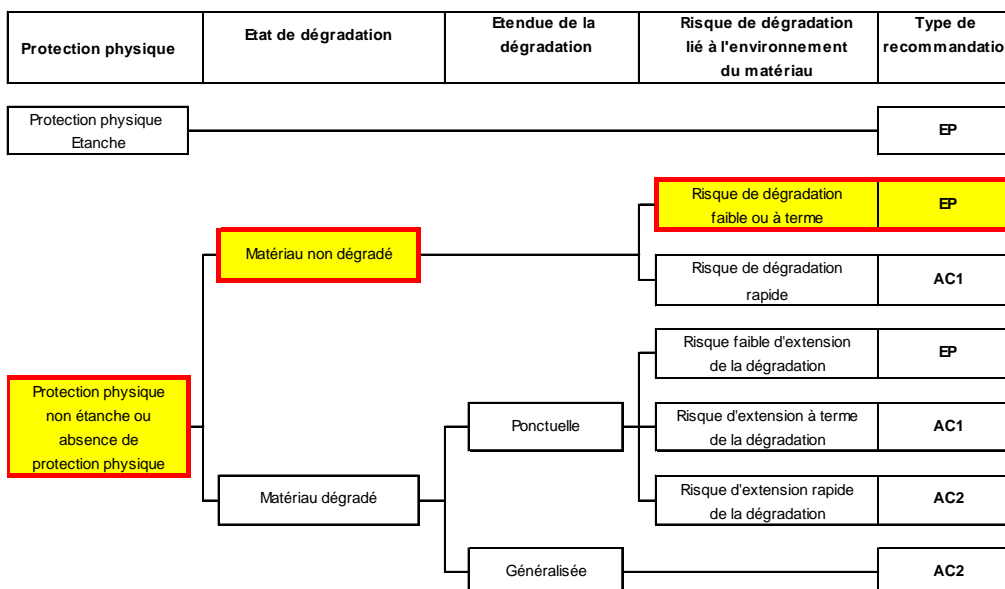 Protection physique
Etat de dégradation
Etendue de la
dégradation
Risque de dégradation
lié à l'environnement
du matériau
Type de
recommandatio
Protection physique
Etanche
EP
Risque de dégradation
faible ou à terme
EP
Matériau non dégradé
Risque de dégradation
rapide
AC1
Risque faible d'extension
de la dégradation
EP
Protection physique
non étanche ou
absence de
protection physique
Ponctuelle
Risque d'extension à terme
de la dégradation
AC1
Matériau dégradé
Risque d'extension rapide
de la dégradation
AC2
Généralisée
AC2